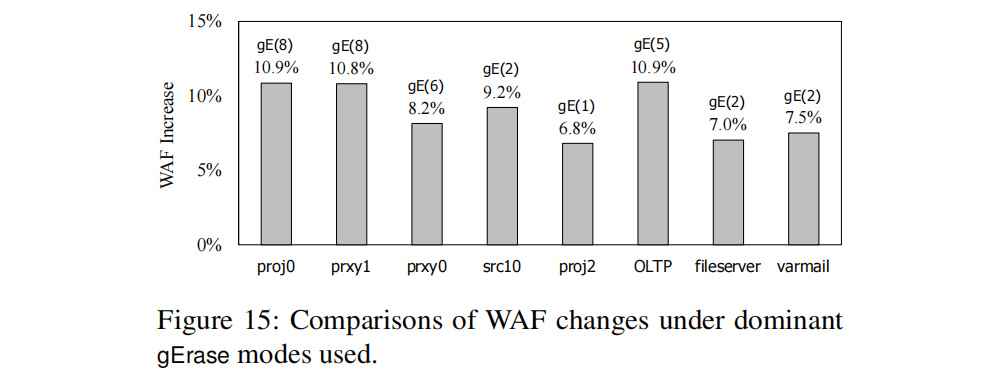 15%
10%
5%
0%
WAF Increase
gE(8)
10.9%
gE(8)
10.8%
gE(6)
8.2%
gE(2)
9.2%
gE(1)
6.8%
gE(5)
10.9%
gE(2)
7.0%
gE(2)
7.5%
proj0 prxy1 prxy0 src10 proj2 OLTP fileserver varmail
Figure 15: Comparisons of WAF changes under dominant
gErase modes used.